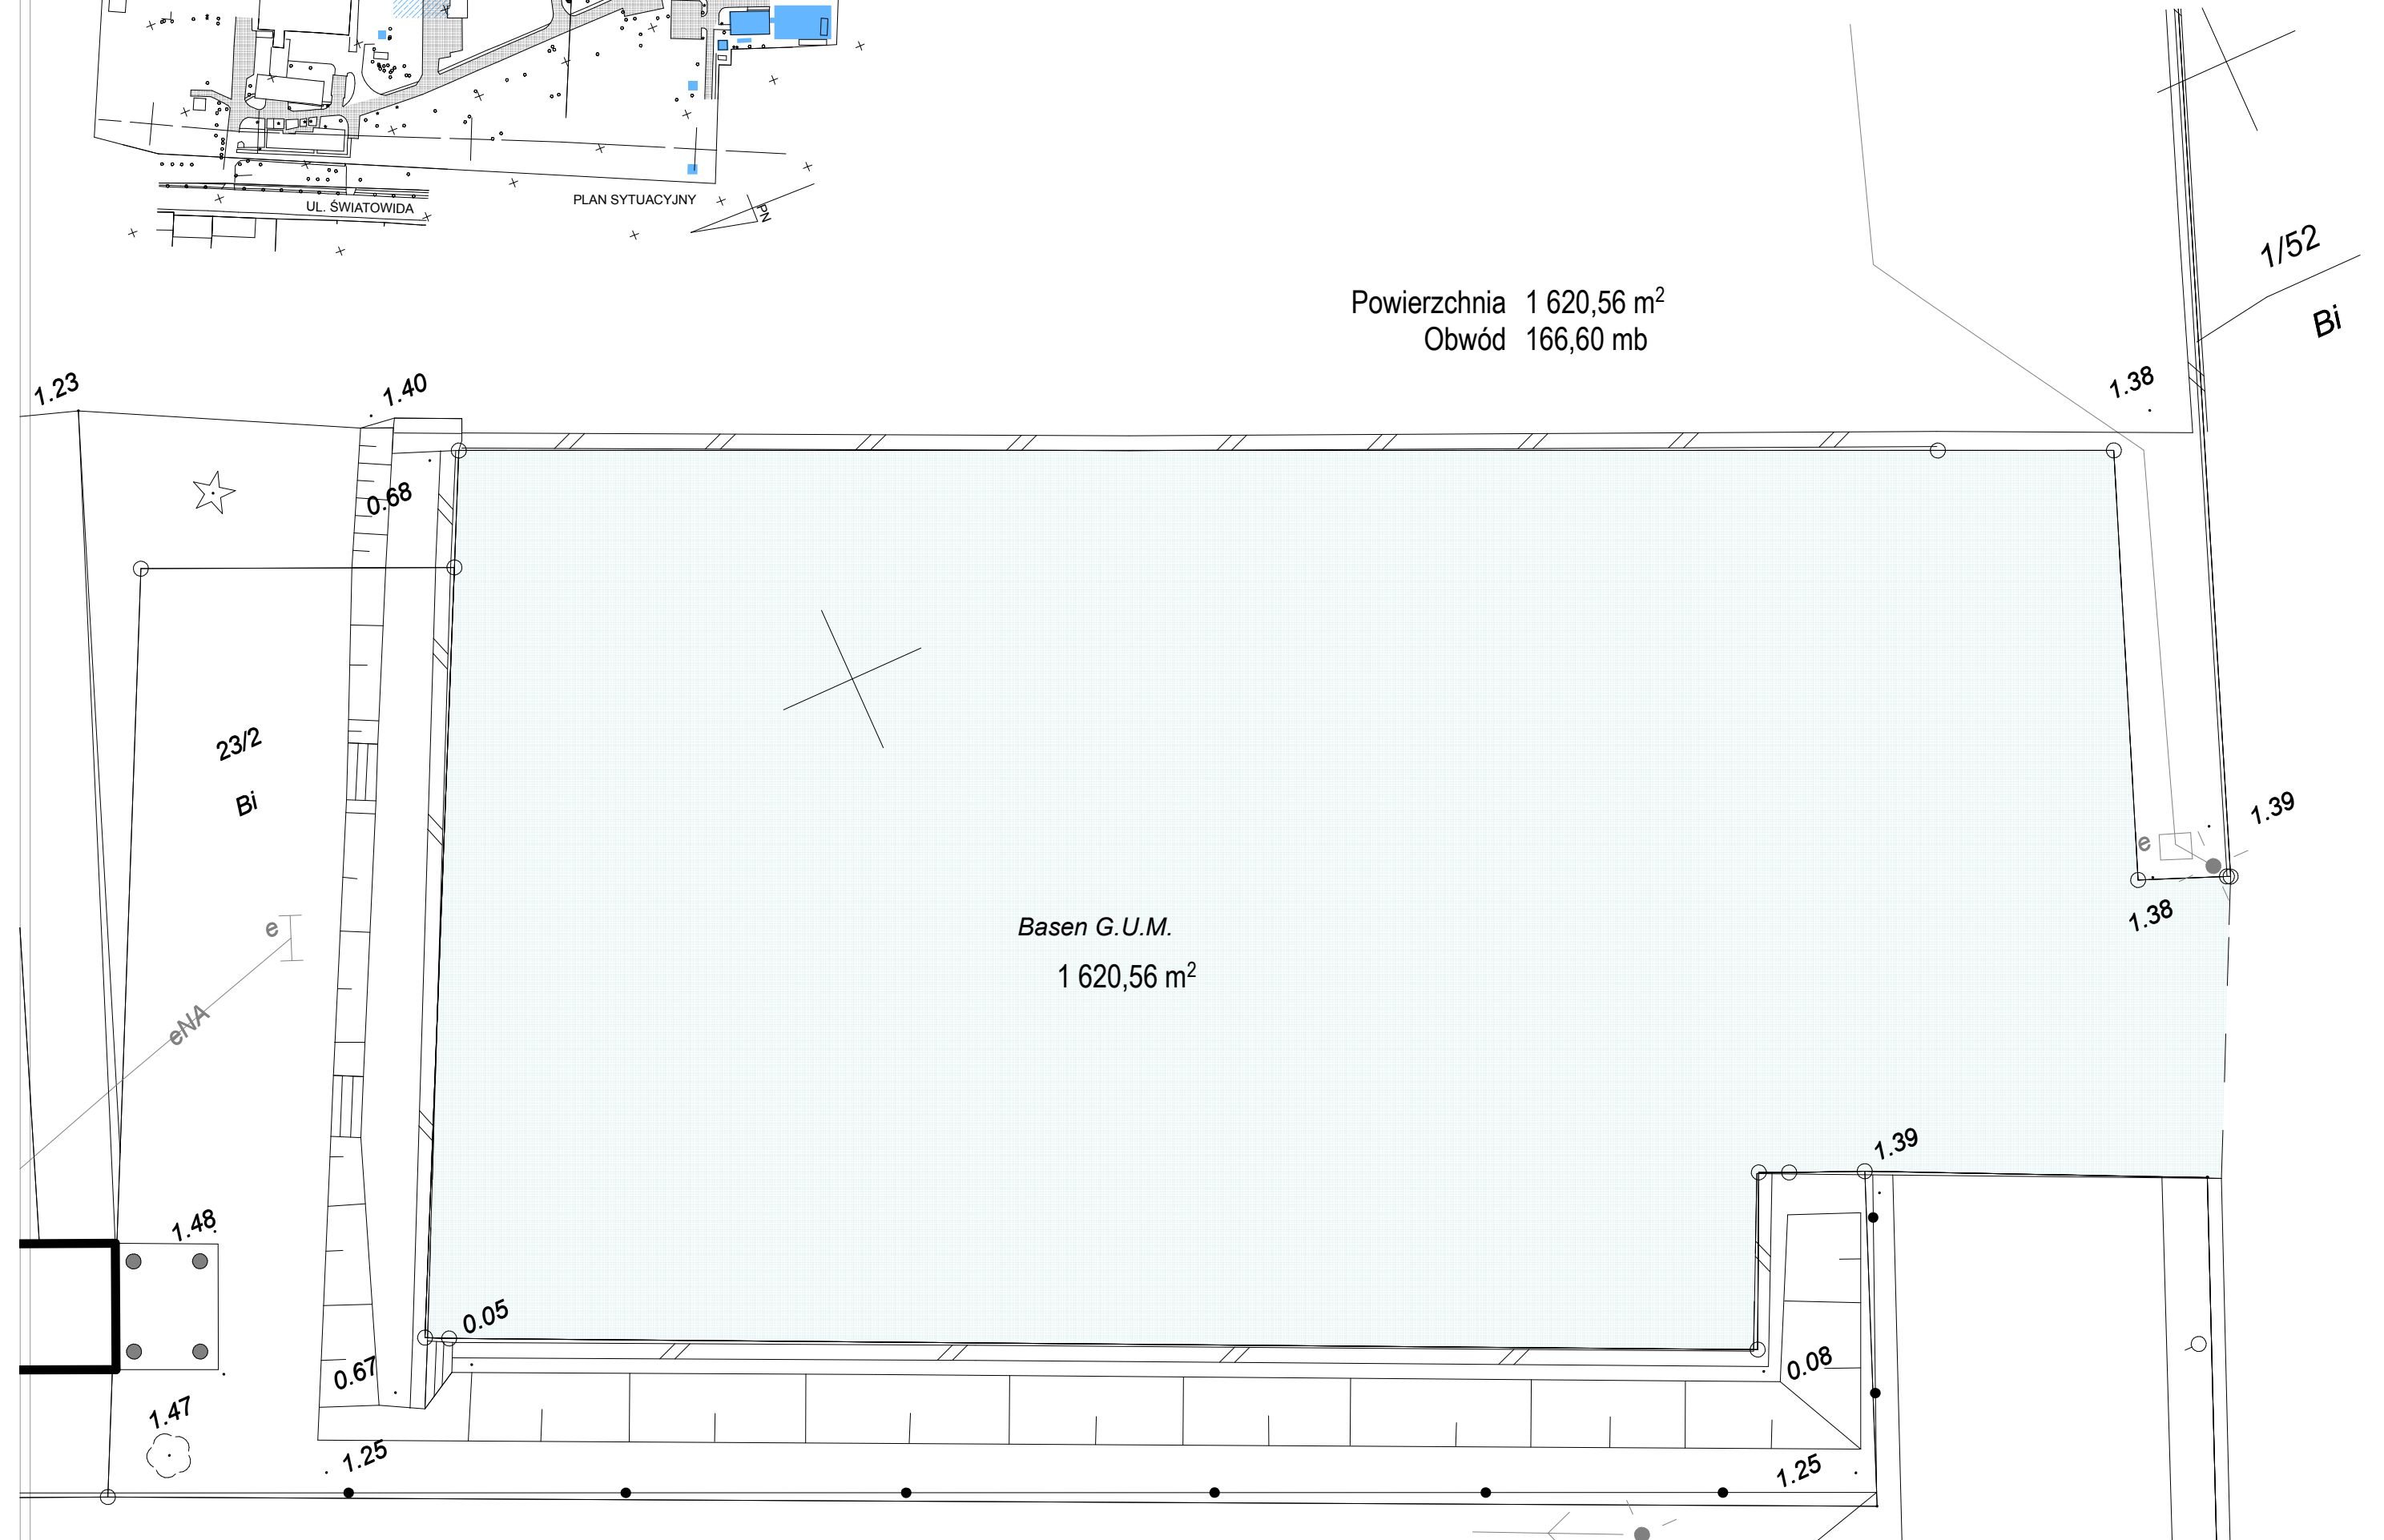 UL. ŚWIATOWIDA
PLAN SYTUACYJNY
PN
1/52
Bi
Powierzchnia 1 620,56 m²
Obwód 166,60 mb
1.23
1.40
1.38
0.68
23/2
Bi
1.39
e
1.38
e
Basen G.U.M.
1 620,56 m²
eNA
1.39
1.48
0.05
0.67
0.08
1.47
1.25
1.25